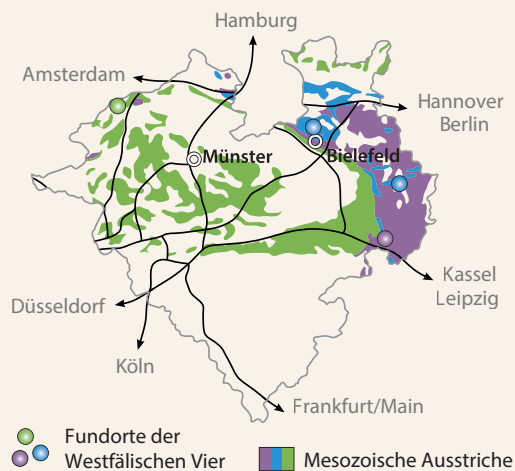 Hamburg
Amsterdam
Hannover
Berlin
Münster
Bielefeld
Kassel
Leipzig
Düsseldorf
Köln
Frankfurt/Main
Fundorte der
Westfälischen Vier
Mesozoische Ausstriche